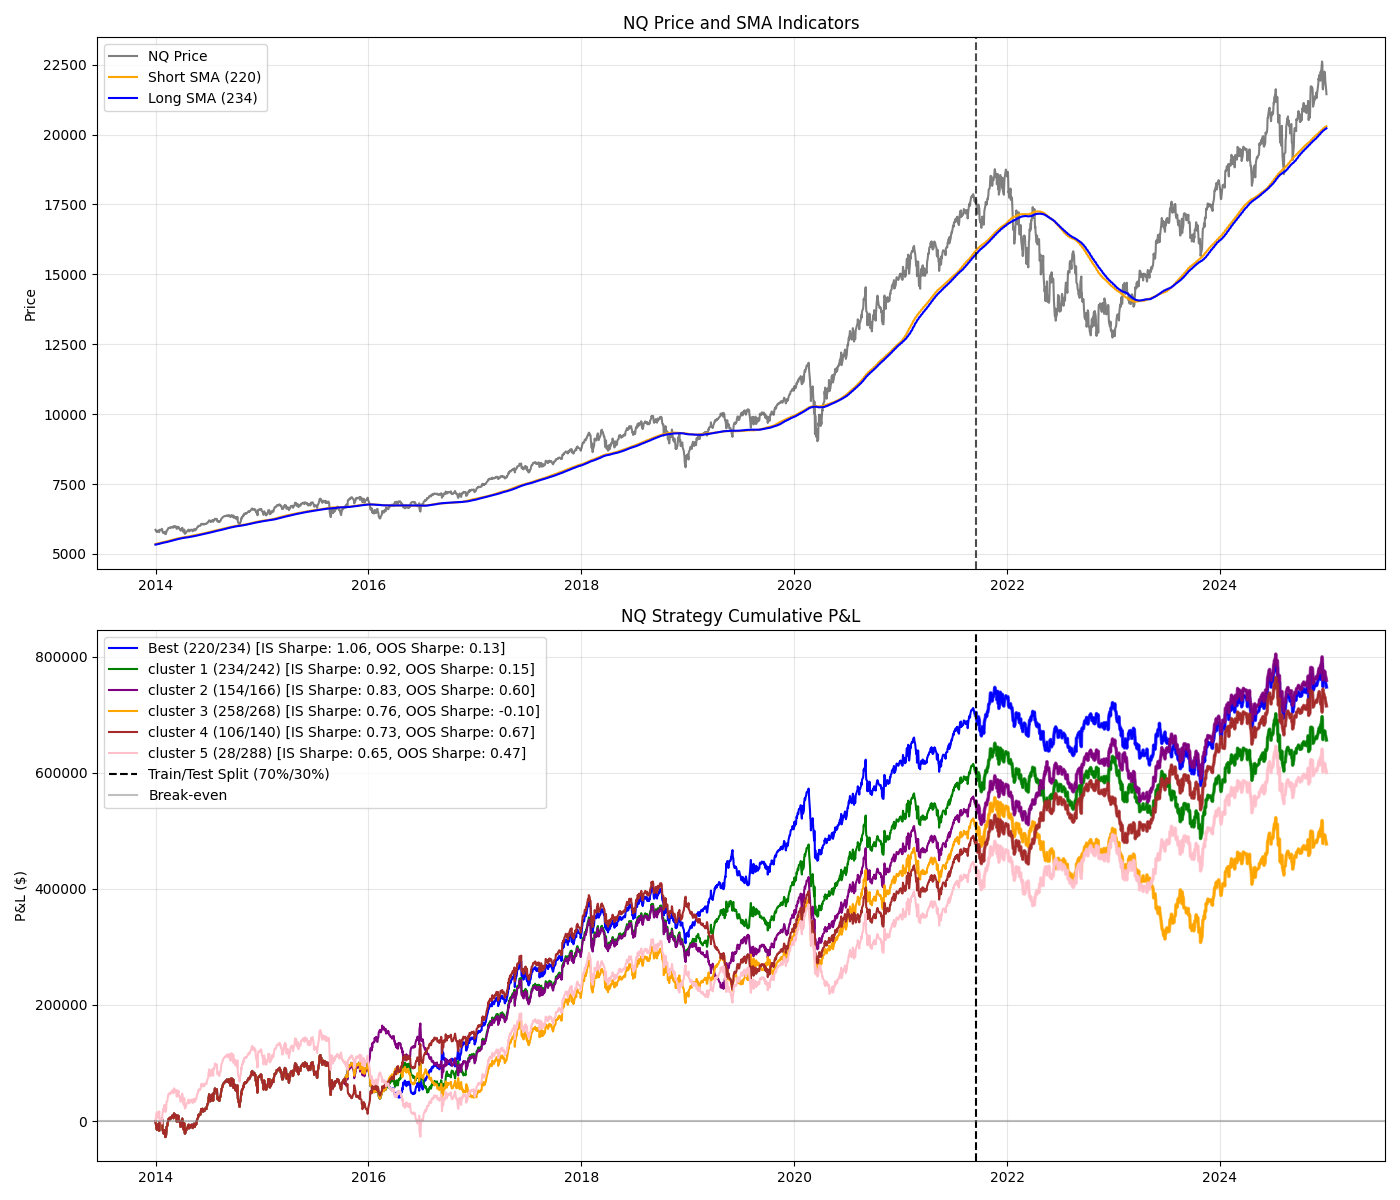 NQ Price and SMA Indicators
NQ Price
Short SMA (220)
Long SMA (234)
22500
20000
17500
15000
12500
10000
7500
5000
Price
2014
2016
2018
2020
2022
2024
NQ Strategy Cumulative P&L
Best (220/234) [IS Sharpe: 1.06, OOS Sharpe: 0.13]
cluster 1 (234/242) [IS Sharpe: 0.92, OOS Sharpe: 0.15]
cluster 2 (154/166) [IS Sharpe: 0.83, OOS Sharpe: 0.60]
cluster 3 (258/268) [IS Sharpe: 0.76, OOS Sharpe: -0.10]
cluster 4 (106/140) [IS Sharpe: 0.73, OOS Sharpe: 0.67]
cluster 5 (28/288) [IS Sharpe: 0.65, OOS Sharpe: 0.47]
Train/Test Split (70%/30%)
Break-even
800000
600000
400000
200000
0
P&L ($)
2014
2016
2018
2020
2022
2024